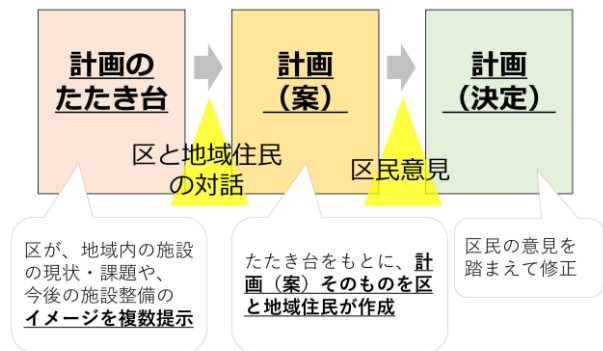 計画の
たたき台
計画
（案）
計画
（決定）
区と地域住民
の対話
区民意見
区が、地域内の施設
の現状・課題や、
今後の施設整備の
イメージを複数提示
たたき台をもとに、計
画（案）そのものを区
と地域住民が作成
区民の意見を
踏まえて修正